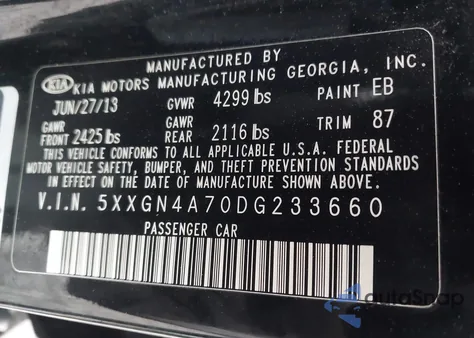 MANUFACTURED BY
KIA KIA MOTORS MANUFACTURING GEORGIA, INC.
JUN/27/13 GVWR 4299 lbs PAINT EB
GAWR FRONT 2425 lbs GAWR REAR 2116 lbs TRIM 87
THIS VEHICLE CONFORMS TO ALL APPLICABLE U.S.A. FEDERAL
MOTOR VEHICLE SAFETY, BUMPER, AND THEFT PREVENTION STANDARDS
IN EFFECT ON THE DATE OF MANUFACTURE SHOWN ABOVE.
V.I.N. 5XXGN4A70DG233660
PASSENGER CAR
autoSnap